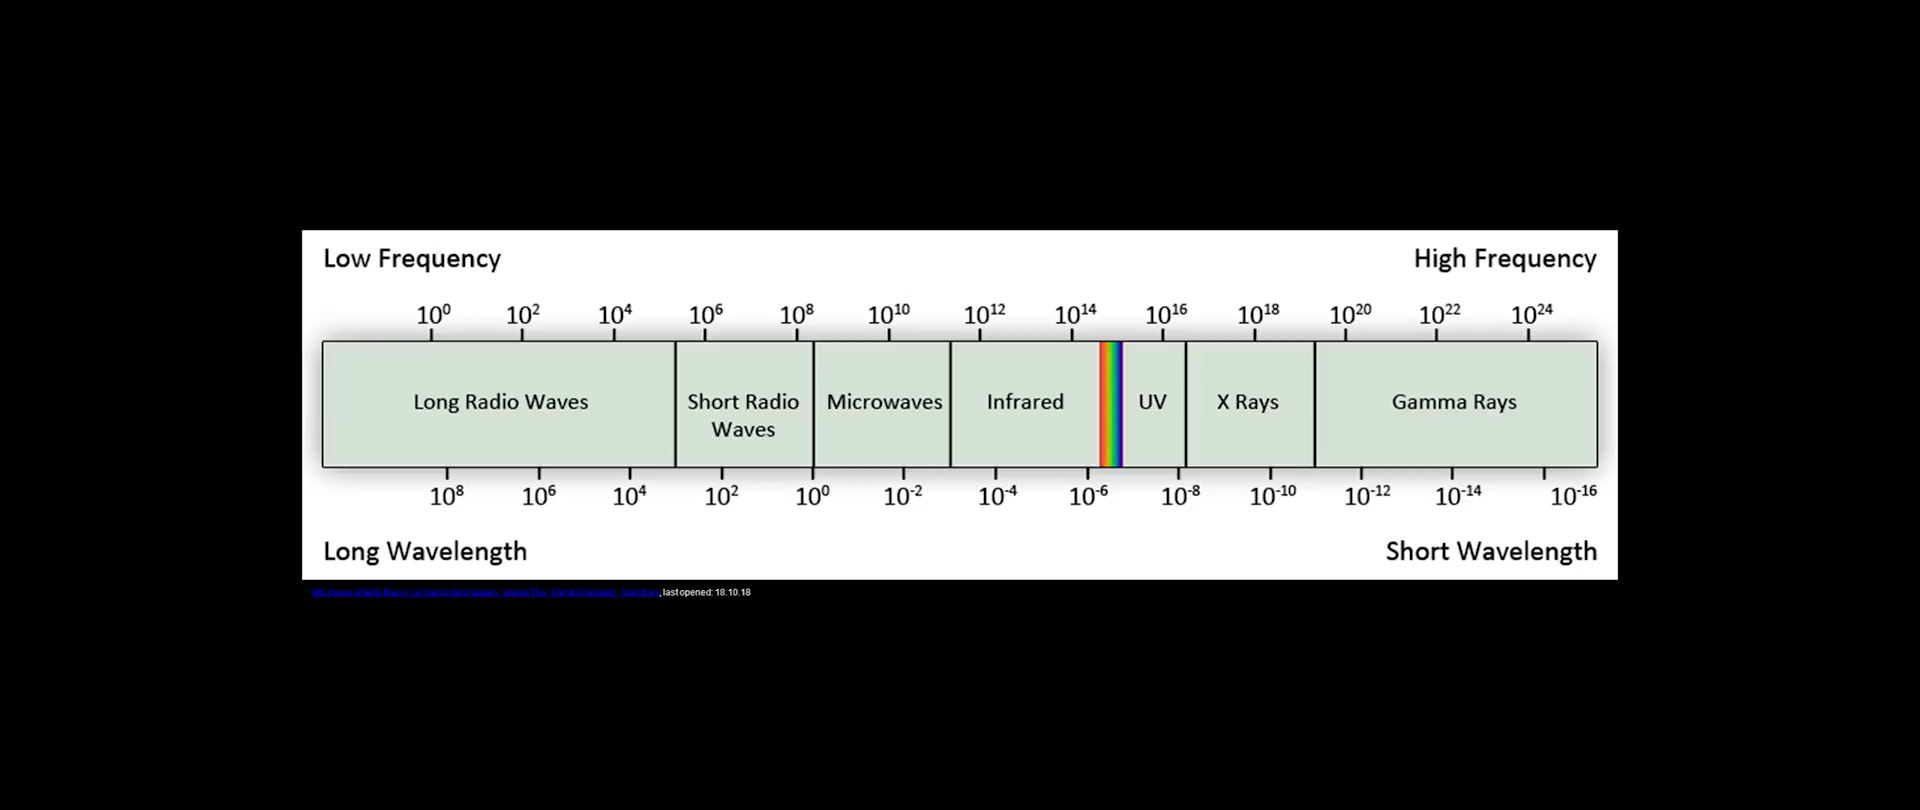 Low Frequency High Frequency
10⁰ 10² 10⁴ 10⁶ 10⁸ 10¹⁰ 10¹² 10¹⁴ 10¹⁶ 10¹⁸ 10²⁰ 10²² 10²⁴
Long Radio Waves Short Radio Waves Microwaves Infrared UV X Rays Gamma Rays
10⁸ 10⁶ 10⁴ 10² 10⁰ 10⁻² 10⁻⁴ 10⁻⁶ 10⁻⁸ 10⁻¹⁰ 10⁻¹² 10⁻¹⁴ 10⁻¹⁶
Long Wavelength Short Wavelength
, last opened: 18.10.18